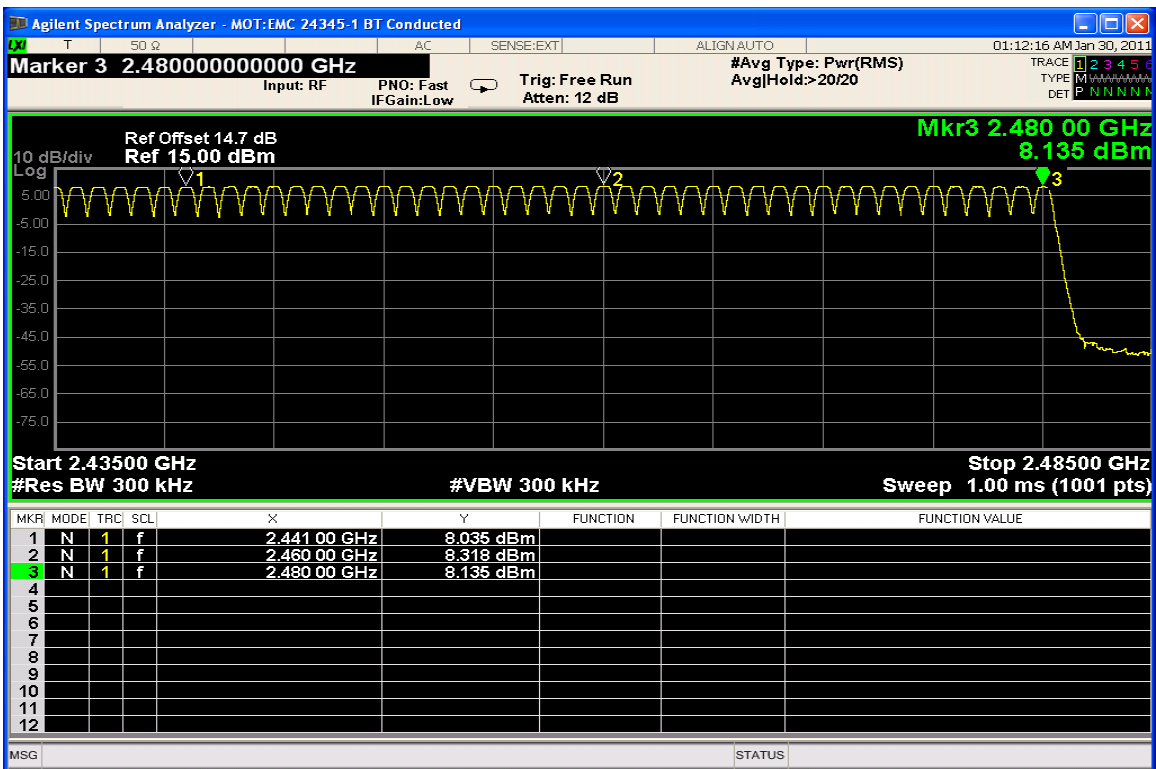 Agilent Spectrum Analyzer - MOT:EMC 24345-1 BT Conducted
LXI T 50 Ω AC SENSE:EXT ALIGN AUTO 01:12:16 AM Jan 30, 2011
Marker 3 2.480000000000 GHz
Input: RF
PNO: Fast
IFGain:Low
Trig: Free Run
Atten: 12 dB
#Avg Type: Pwr(RMS)
Avg|Hold:>20/20
TRACE 1 2 3 4 5 6
TYPE M
DET P N N N N N
Mkr3 2.480 00 GHz
8.135 dBm
Ref Offset 14.7 dB
10 dB/div Ref 15.00 dBm
Log
1
2
3
5.00
-5.00
-15.0
-25.0
-35.0
-45.0
-55.0
-65.0
-75.0
Start 2.43500 GHz Stop 2.48500 GHz
#Res BW 300 kHz #VBW 300 kHz Sweep 1.00 ms (1001 pts)
MKR MODE TRC SCL X Y FUNCTION FUNCTION WIDTH FUNCTION VALUE
1 N 1 f 2.441 00 GHz 8.035 dBm
2 N 1 f 2.460 00 GHz 8.318 dBm
3 N 1 f 2.480 00 GHz 8.135 dBm
4
5
6
7
8
9
10
11
12
MSG STATUS